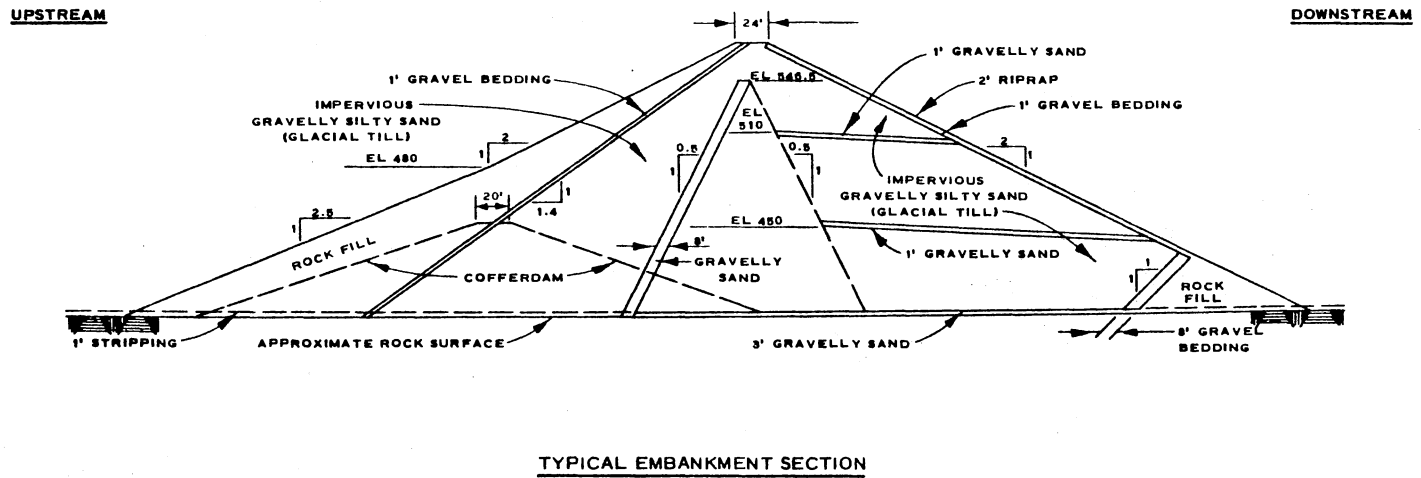 UPSTREAM
DOWNSTREAM
24'
1' GRAVELLY SAND
2' RIPRAP
1' GRAVEL BEDDING
1' GRAVEL BEDDING
IMPERVIOUS
GRAVELLY SILTY SAND
(GLACIAL TILL)
EL 546.5
EL
510
2
1
EL 480
0.5
1
0.5
1
2
1
IMPERVIOUS
GRAVELLY SILTY SAND
(GLACIAL TILL)
20'
1
1.4
2.5
1
EL 450
ROCK FILL
COFFERDAM
8'
GRAVELLY
SAND
1' GRAVELLY SAND
1
1
ROCK
FILL
1' STRIPPING
APPROXIMATE ROCK SURFACE
3' GRAVELLY SAND
8' GRAVEL
BEDDING
TYPICAL EMBANKMENT SECTION